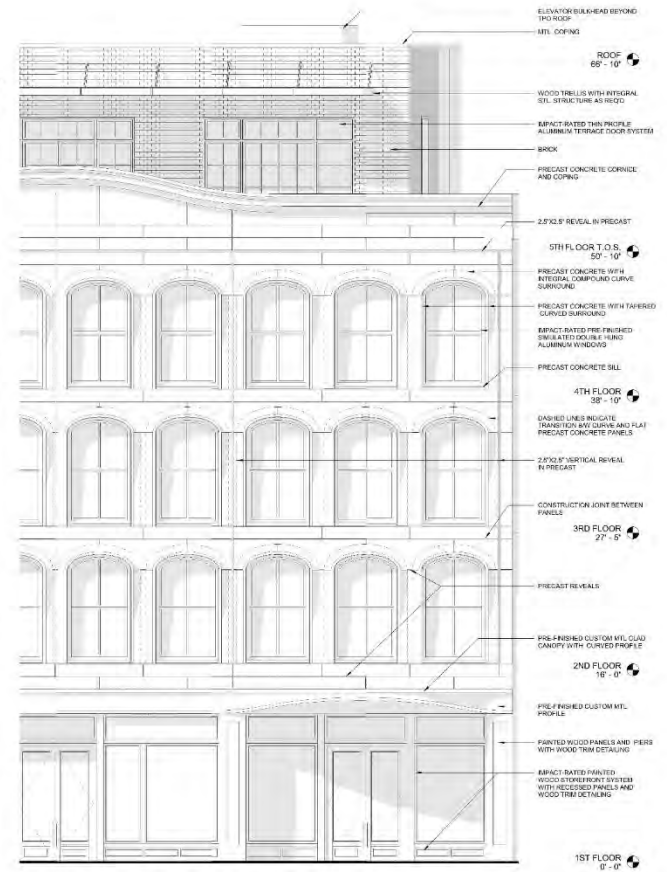 ELEVATOR BULKHEAD BEYOND
TPO ROOF
MTL COPING
ROOF
66' - 10"
WOOD TRELLIS WITH INTEGRAL
STL. STRUCTURE AS REQ'D
IMPACT-RATED THIN PROFILE
ALUMINUM TERRACE DOOR SYSTEM
BRICK
PRECAST CONCRETE CORNICE
AND COPING
2.5"X2.5" REVEAL IN PRECAST
5TH FLOOR T.O.S.
50' - 10"
PRECAST CONCRETE WITH
INTEGRAL COMPOUND CURVE
SURROUND
PRECAST CONCRETE WITH TAPERED
CURVED SURROUND
IMPACT-RATED PRE-FINISHED
SIMULATED DOUBLE HUNG
ALUMINUM WINDOWS
PRECAST CONCRETE SILL
4TH FLOOR
38' - 10"
DASHED LINES INDICATE
TRANSITION B/W CURVE AND FLAT
PRECAST CONCRETE PANELS
2.5"X2.5" VERTICAL REVEAL
IN PRECAST
CONSTRUCTION JOINT BETWEEN
PANELS
3RD FLOOR
27' - 5"
PRECAST REVEALS
PRE-FINISHED CUSTOM MTL CLAD
CANOPY WITH CURVED PROFILE
2ND FLOOR
16' - 0"
PRE-FINISHED CUSTOM MTL
PROFILE
PAINTED WOOD PANELS AND PIERS
WITH WOOD TRIM DETAILING
IMPACT-RATED PAINTED
WOOD STOREFRONT SYSTEM
WITH RECESSED PANELS AND
WOOD TRIM DETAILING
1ST FLOOR
0' - 0"